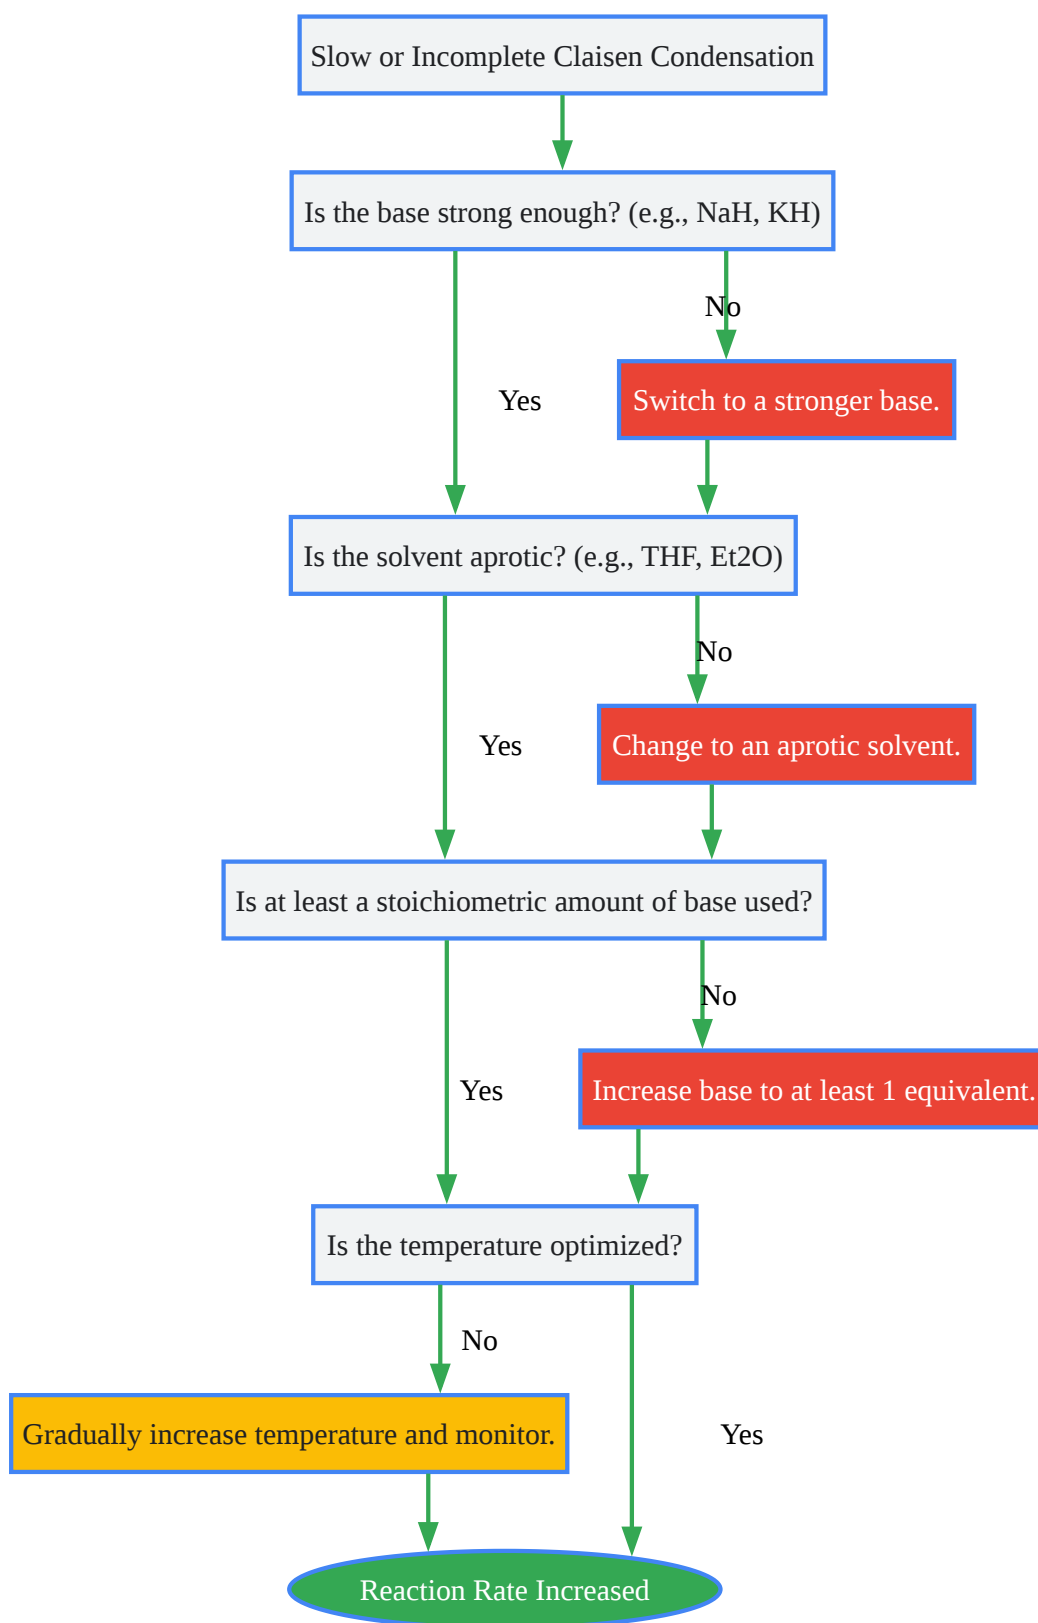 Slow or Incomplete Claisen Condensation
Is the base strong enough? (e.g., NaH, KH)
No
Yes
Switch to a stronger base.
Is the solvent aprotic? (e.g., THF, Et2O)
No
Yes
Change to an aprotic solvent.
Is at least a stoichiometric amount of base used?
No
Yes
Increase base to at least 1 equivalent.
Is the temperature optimized?
No
Gradually increase temperature and monitor.
Yes
Reaction Rate Increased